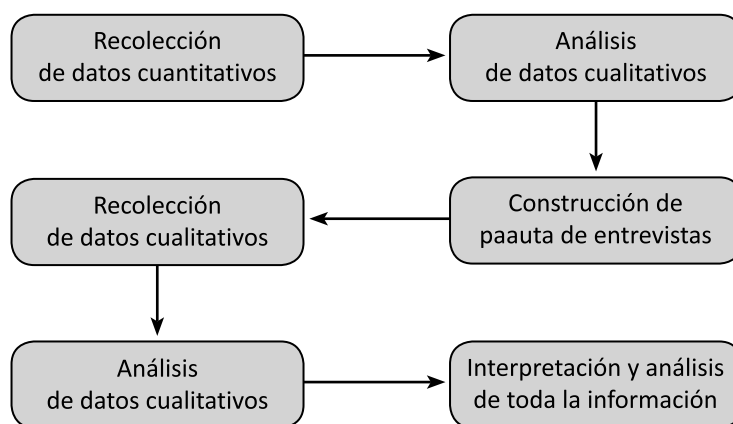 Recolección
de datos cuantitativos
Análisis
de datos cualitativos
Construcción de
paauta de entrevistas
Recolección
de datos cualitativos
Análisis
de datos cualitativos
Interpretación y análisis
de toda la información